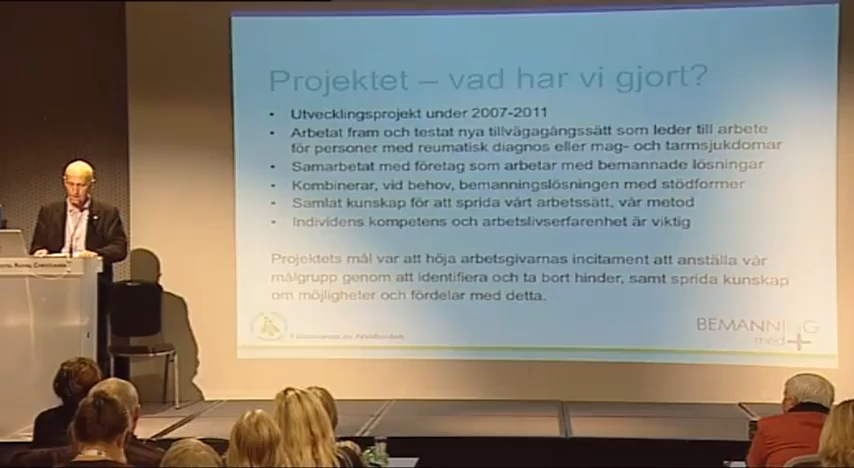 Projektet – vad har vi gjort?
• Utvecklingsprojekt under 2007-2011
• Arbetat fram och testat nya tillvägagångssätt som leder till arbete
för personer med reumatisk diagnos eller mag- och tarmsjukdomar
• Samarbetat med företag som arbetar med bemannade lösningar
• Kombinerar, vid behov, bemanningslösningen med stödformer
• Samlat kunskap för att sprida vårt arbetssätt, vår metod
• Individens kompetens och arbetslivserfarenhet är viktig
Projektets mål var att höja arbetsgivarnas incitament att anställa vår
målgrupp genom att identifiera och ta bort hinder, samt sprida kunskap
om möjligheter och fördelar med detta.
BEMANNING
med+